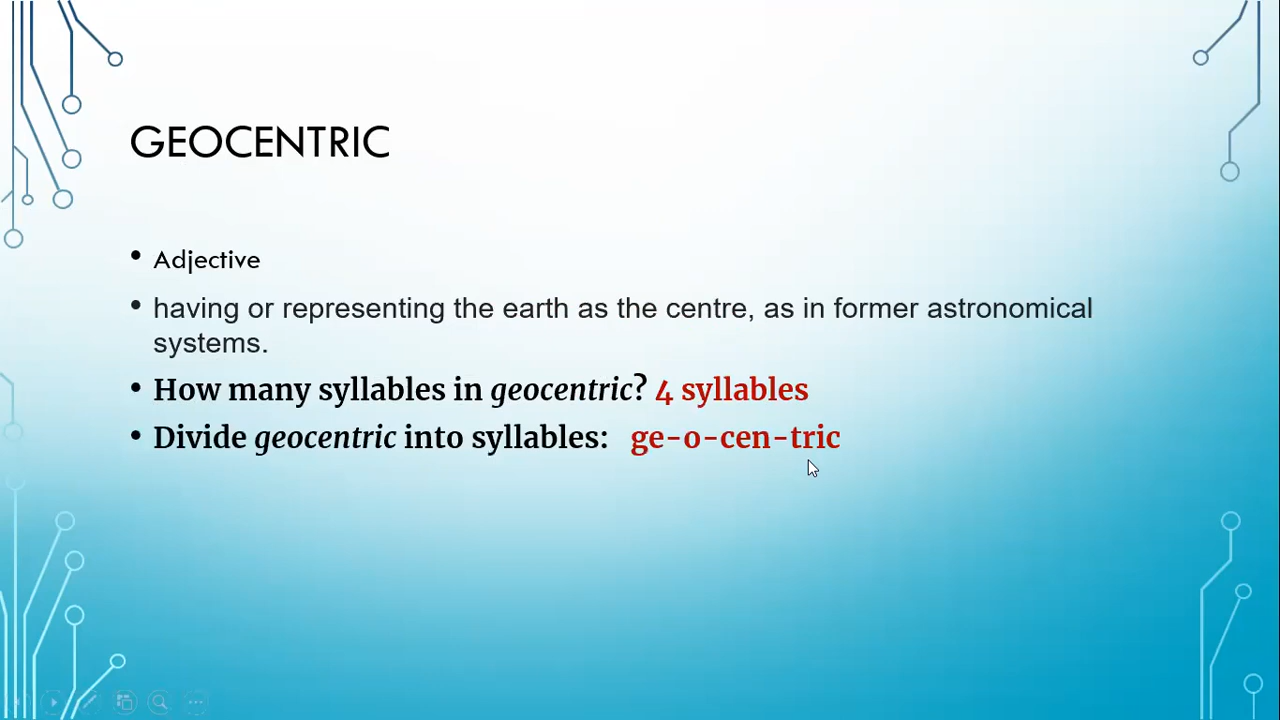 GEOCENTRIC
• Adjective
• having or representing the earth as the centre, as in former astronomical
systems.
• How many syllables in geocentric? 4 syllables
• Divide geocentric into syllables: ge-o-cen-tric